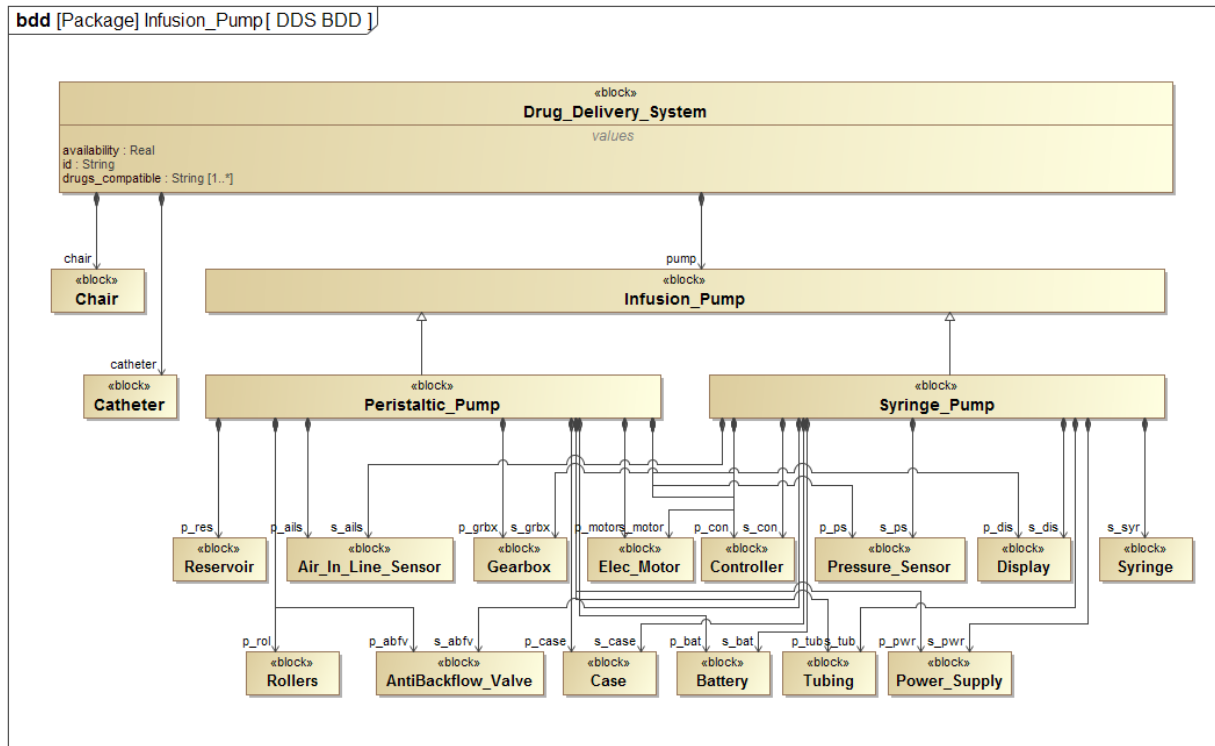 bdd [Package] Infusion_Pump[ DDS BDD ]
«block»
Drug_Delivery_System
values
availability : Real
id : String
drugs_compatible : String [1..*]
chair
pump
«block»
Chair
«block»
Infusion_Pump
catheter
«block»
Catheter
«block»
Peristaltic_Pump
«block»
Syringe_Pump
p_res p_ails s_ails p_grbx s_grbx p_motor s_motor p_con s_con p_ps s_ps p_dis s_dis s_syr
«block» «block» «block» «block» «block» «block» «block» «block»
Reservoir Air_In_Line_Sensor Gearbox Elec_Motor Controller Pressure_Sensor Display Syringe
p_rol p_abfv s_abfv p_case s_case p_bat s_bat p_tub s_tub p_pwr s_pwr
«block» «block» «block» «block» «block» «block»
Rollers AntiBackflow_Valve Case Battery Tubing Power_Supply